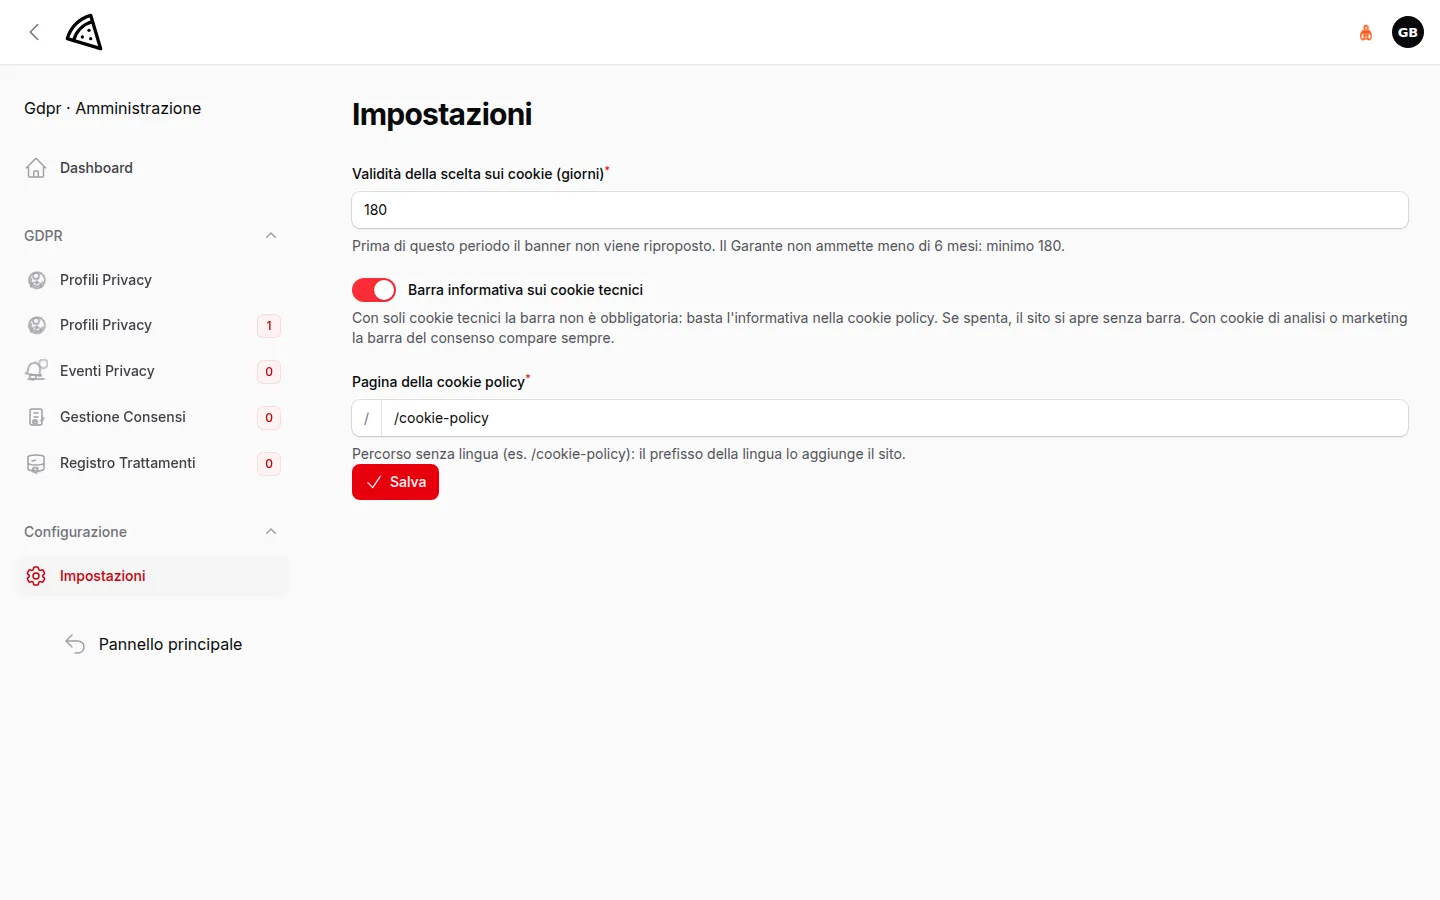 GB
Gdpr · Amministrazione
Dashboard
GDPR
Profili Privacy
Profili Privacy 1
Eventi Privacy 0
Gestione Consensi 0
Registro Trattamenti 0
Configurazione
Impostazioni
Pannello principale
Impostazioni
Validità della scelta sui cookie (giorni)*
180
Prima di questo periodo il banner non viene riproposto. Il Garante non ammette meno di 6 mesi: minimo 180.
Barra informativa sui cookie tecnici
Con soli cookie tecnici la barra non è obbligatoria: basta l'informativa nella cookie policy. Se spenta, il sito si apre senza barra. Con cookie di analisi o marketing
la barra del consenso compare sempre.
Pagina della cookie policy*
/ /cookie-policy
Percorso senza lingua (es. /cookie-policy): il prefisso della lingua lo aggiunge il sito.
Salva